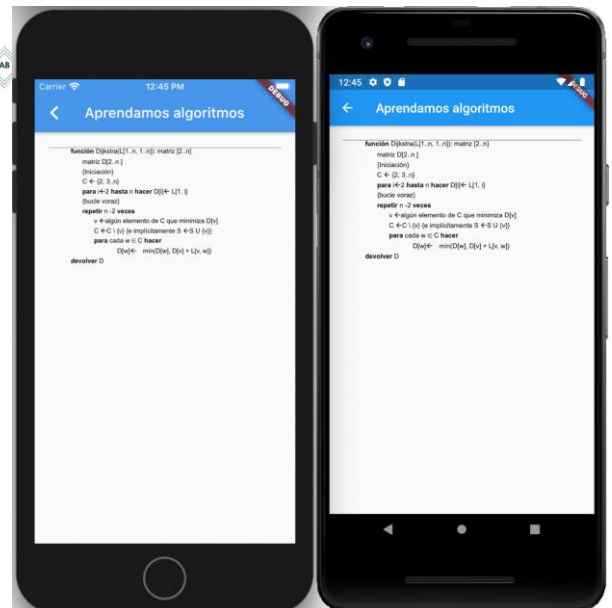 AB
Carrier 12:45 PM
DEBUG
Aprendamos algoritmos
función Dijkstra(L[1..n, 1..n]): matriz [2..n]
matriz D[2..n ]
{Iniciación}
C ← {2, 3..n}
para i←2 hasta n hacer D[i]← L[1, i]
{bucle voraz}
repetir n -2 veces
v ←algún elemento de C que minimiza D[v]
C ←C \ {v} {e implícitamente S ←S U {v}}
para cada w ∈ C hacer
D[w]← min(D[w], D[v] + L[v, w])
devolver D
12:45
DEBUG
Aprendamos algoritmos
función Dijkstra(L[1..n, 1..n]): matriz [2..n]
matriz D[2..n ]
{Iniciación}
C ← {2, 3..n}
para i←2 hasta n hacer D[i]← L[1, i]
{bucle voraz}
repetir n -2 veces
v ←algún elemento de C que minimiza D[v]
C ←C \ {v} {e implícitamente S ←S U {v}}
para cada w ∈ C hacer
D[w]← min(D[w], D[v] + L[v, w])
devolver D